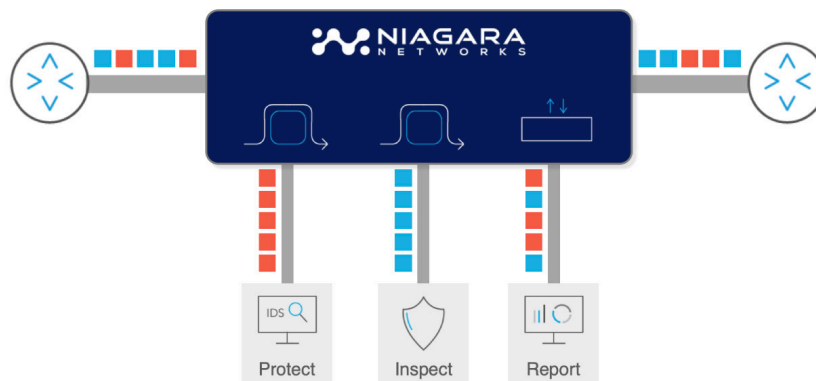 NIAGARA
NETWORKS
IDS
Protect
Inspect
Report